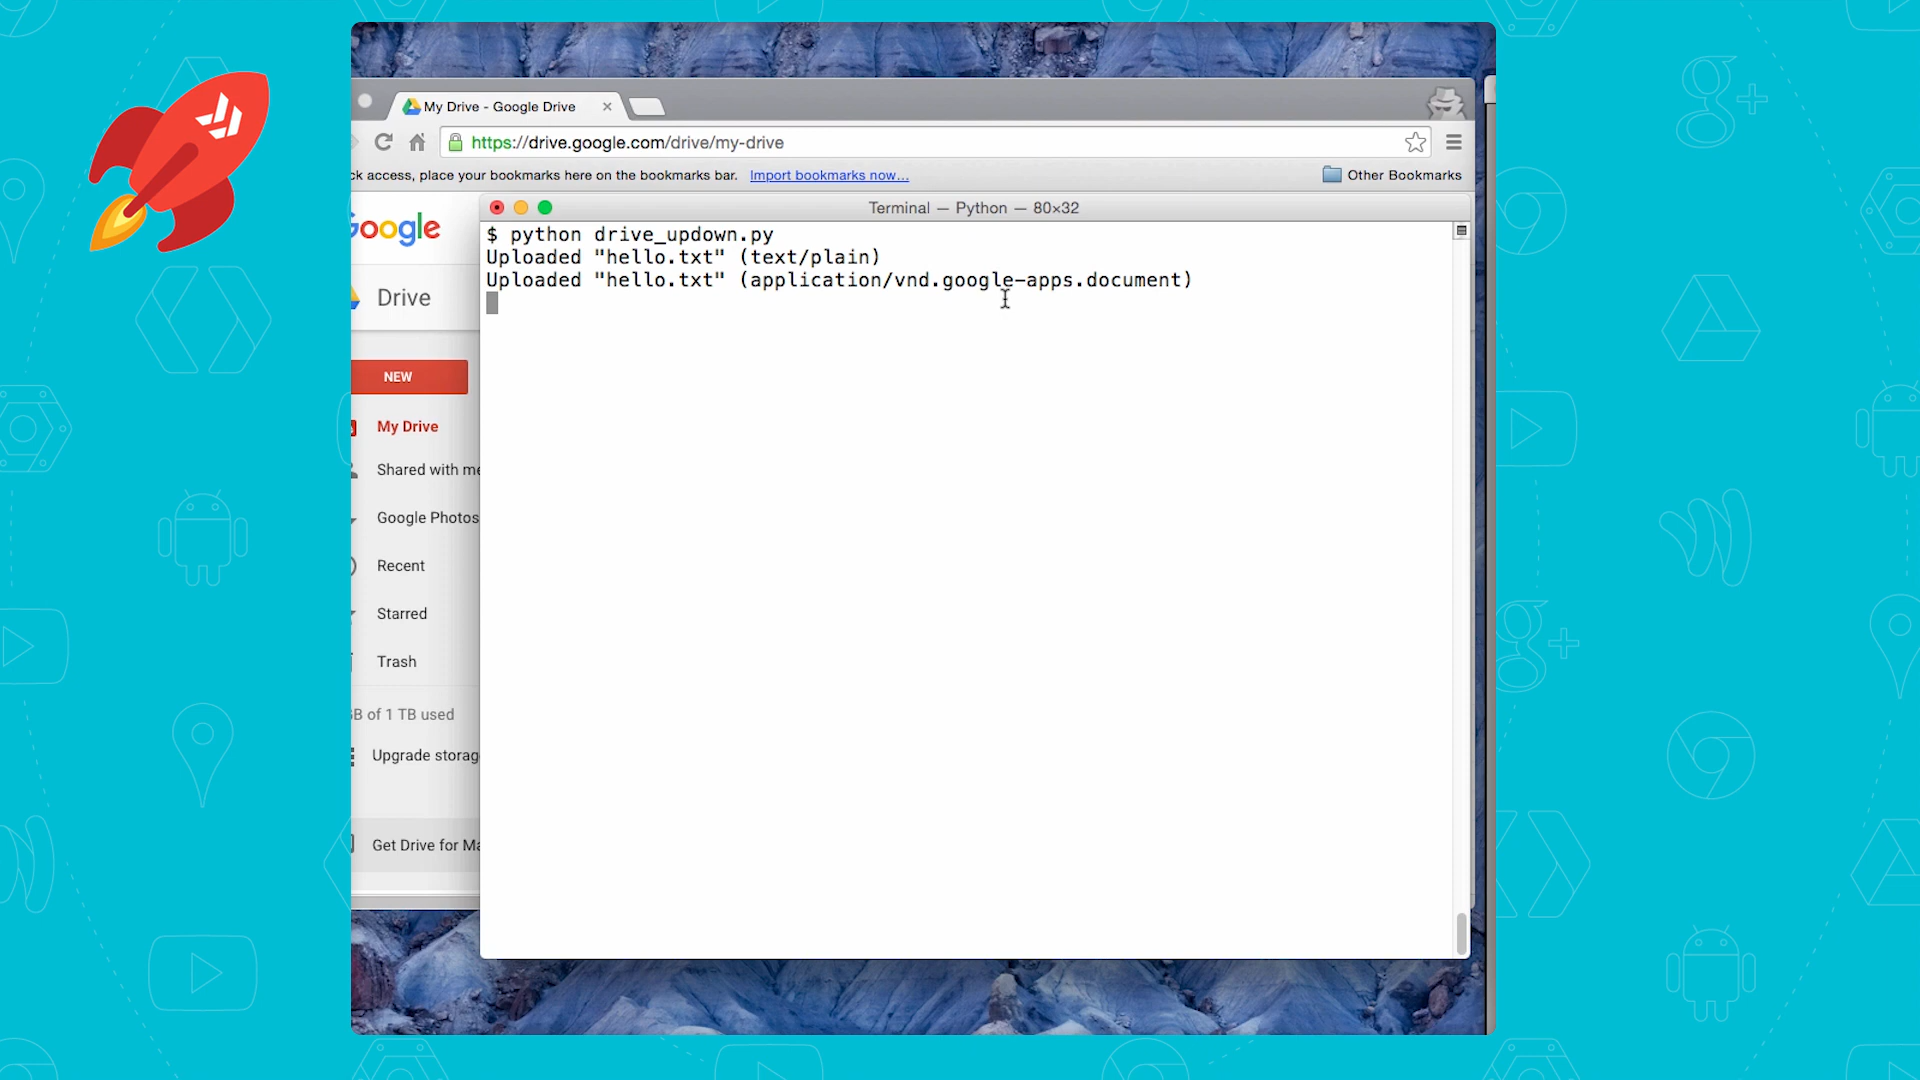 My Drive - Google Drive
https://drive.google.com/drive/my-drive
ck access, place your bookmarks here on the bookmarks bar. Import bookmarks now...
Other Bookmarks
Google
Terminal — Python — 80×32
$ python drive_updown.py
Uploaded "hello.txt" (text/plain)
Uploaded "hello.txt" (application/vnd.google-apps.document)
Drive
NEW
My Drive
Shared with me
Google Photos
Recent
Starred
Trash
GB of 1 TB used
Upgrade storag
Get Drive for Ma